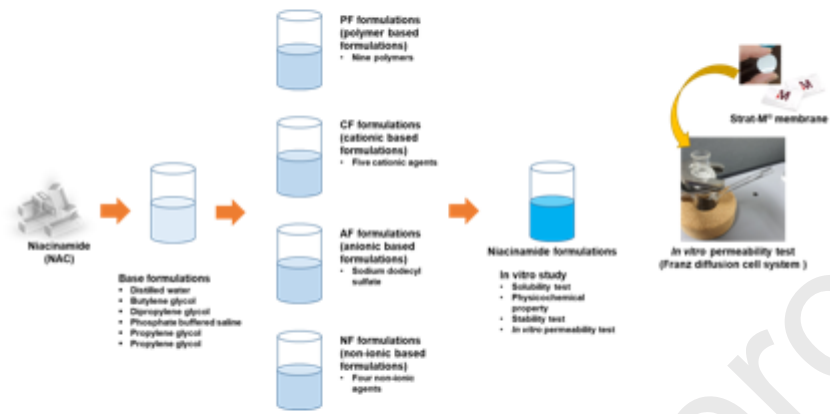 PF formulations
(polymer based
formulations)
• Nine polymers
CF formulations
(cationic based
formulations)
• Five cationic agents
AF formulations
(anionic based
formulations)
• Sodium dodecyl
sulfate
NF formulations
(non-ionic based
formulations)
• Four non-ionic
agents
Niacinamide
(NAC)
Base formulations
• Distilled water
• Butylene glycol
• Dipropylene glycol
• Phosphate buffered saline
• Propylene glycol
• Propylene glycol
Niacinamide formulations
In vitro study
• Solubility test
• Physicochemical
property
• Stability test
• In vitro permeability test
M
M
Strat-M® membrane
In vitro permeability test
(Franz diffusion cell system )